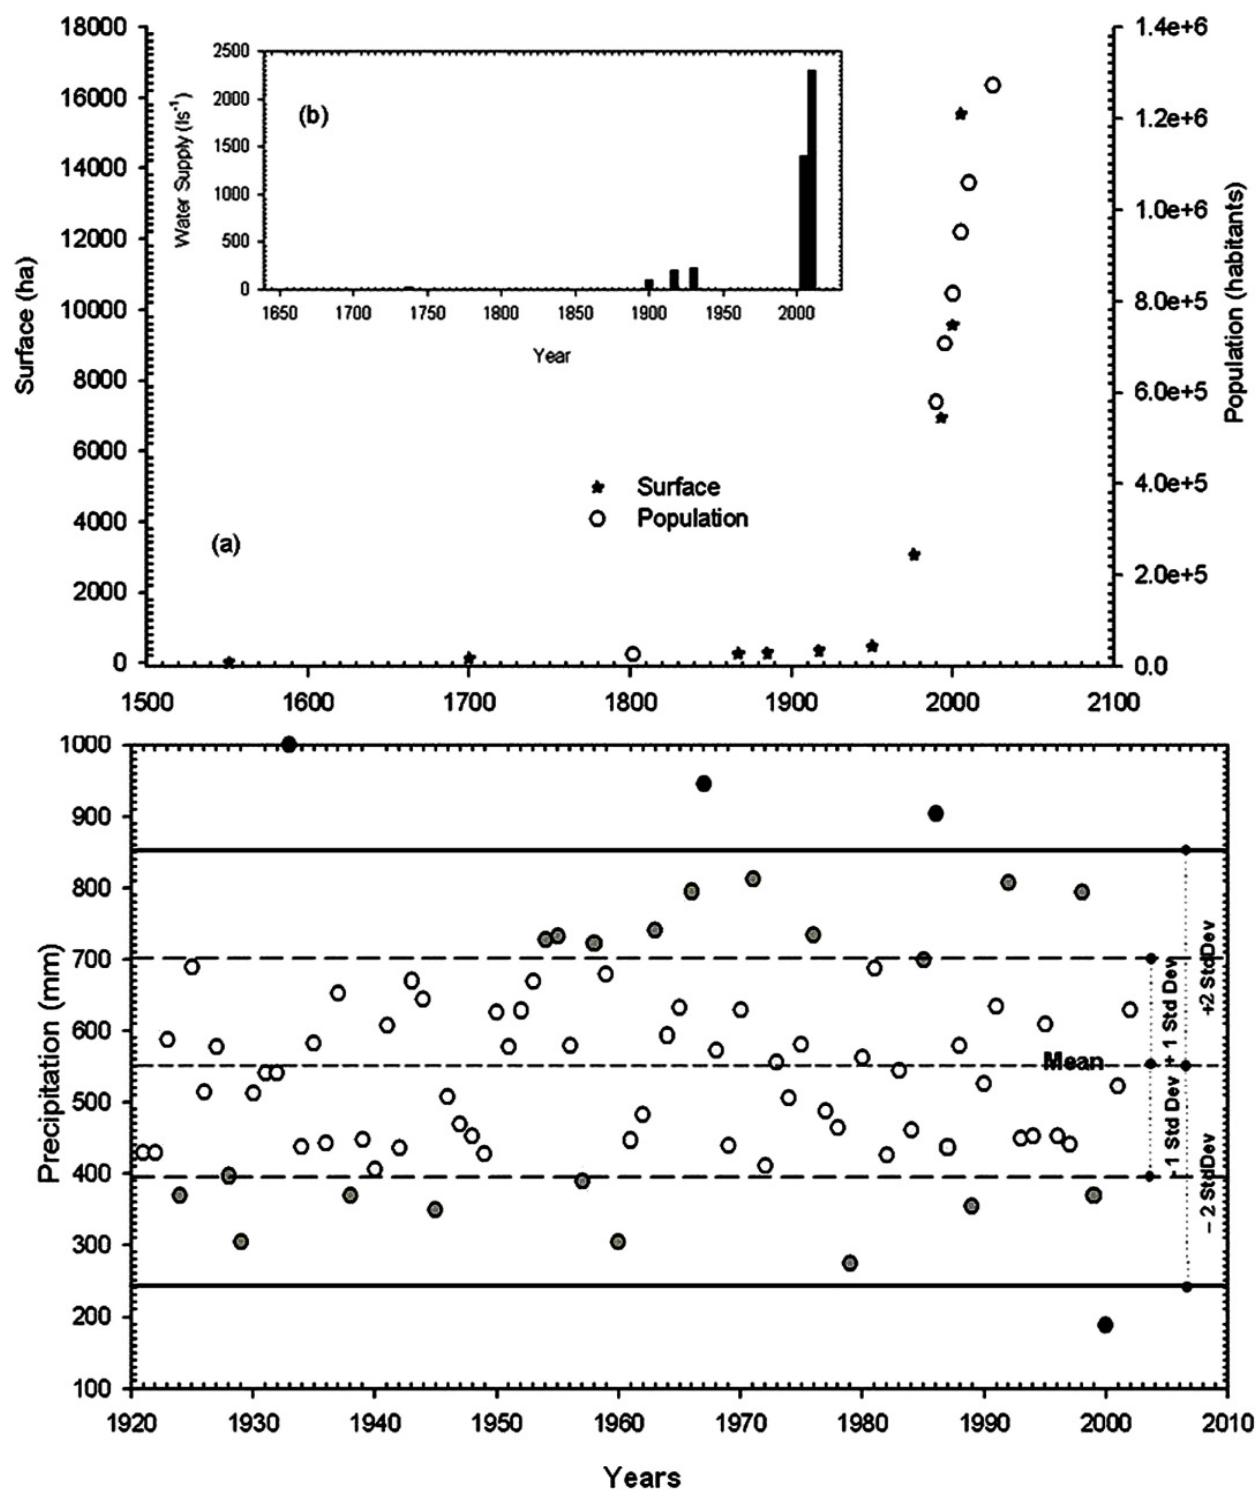 18000
16000
14000
12000
10000
8000
6000
4000
2000
0
Surface (ha)
1.4e+6
1.2e+6
1.0e+6
8.0e+5
6.0e+5
4.0e+5
2.0e+5
0.0
Population (habitants)
2500
2000
1500
1000
500
0
Water Supply (ls⁻¹)
(b)
1650 1700 1750 1800 1850 1900 1950 2000
Year
Surface
Population
(a)
1500 1600 1700 1800 1900 2000 2100
1000
900
800
700
600
500
400
300
200
100
Precipitation (mm)
Mean
+ 1 Std Dev
-1 Std Dev
+2 StdDev
– 2 StdDev
1920 1930 1940 1950 1960 1970 1980 1990 2000 2010
Years